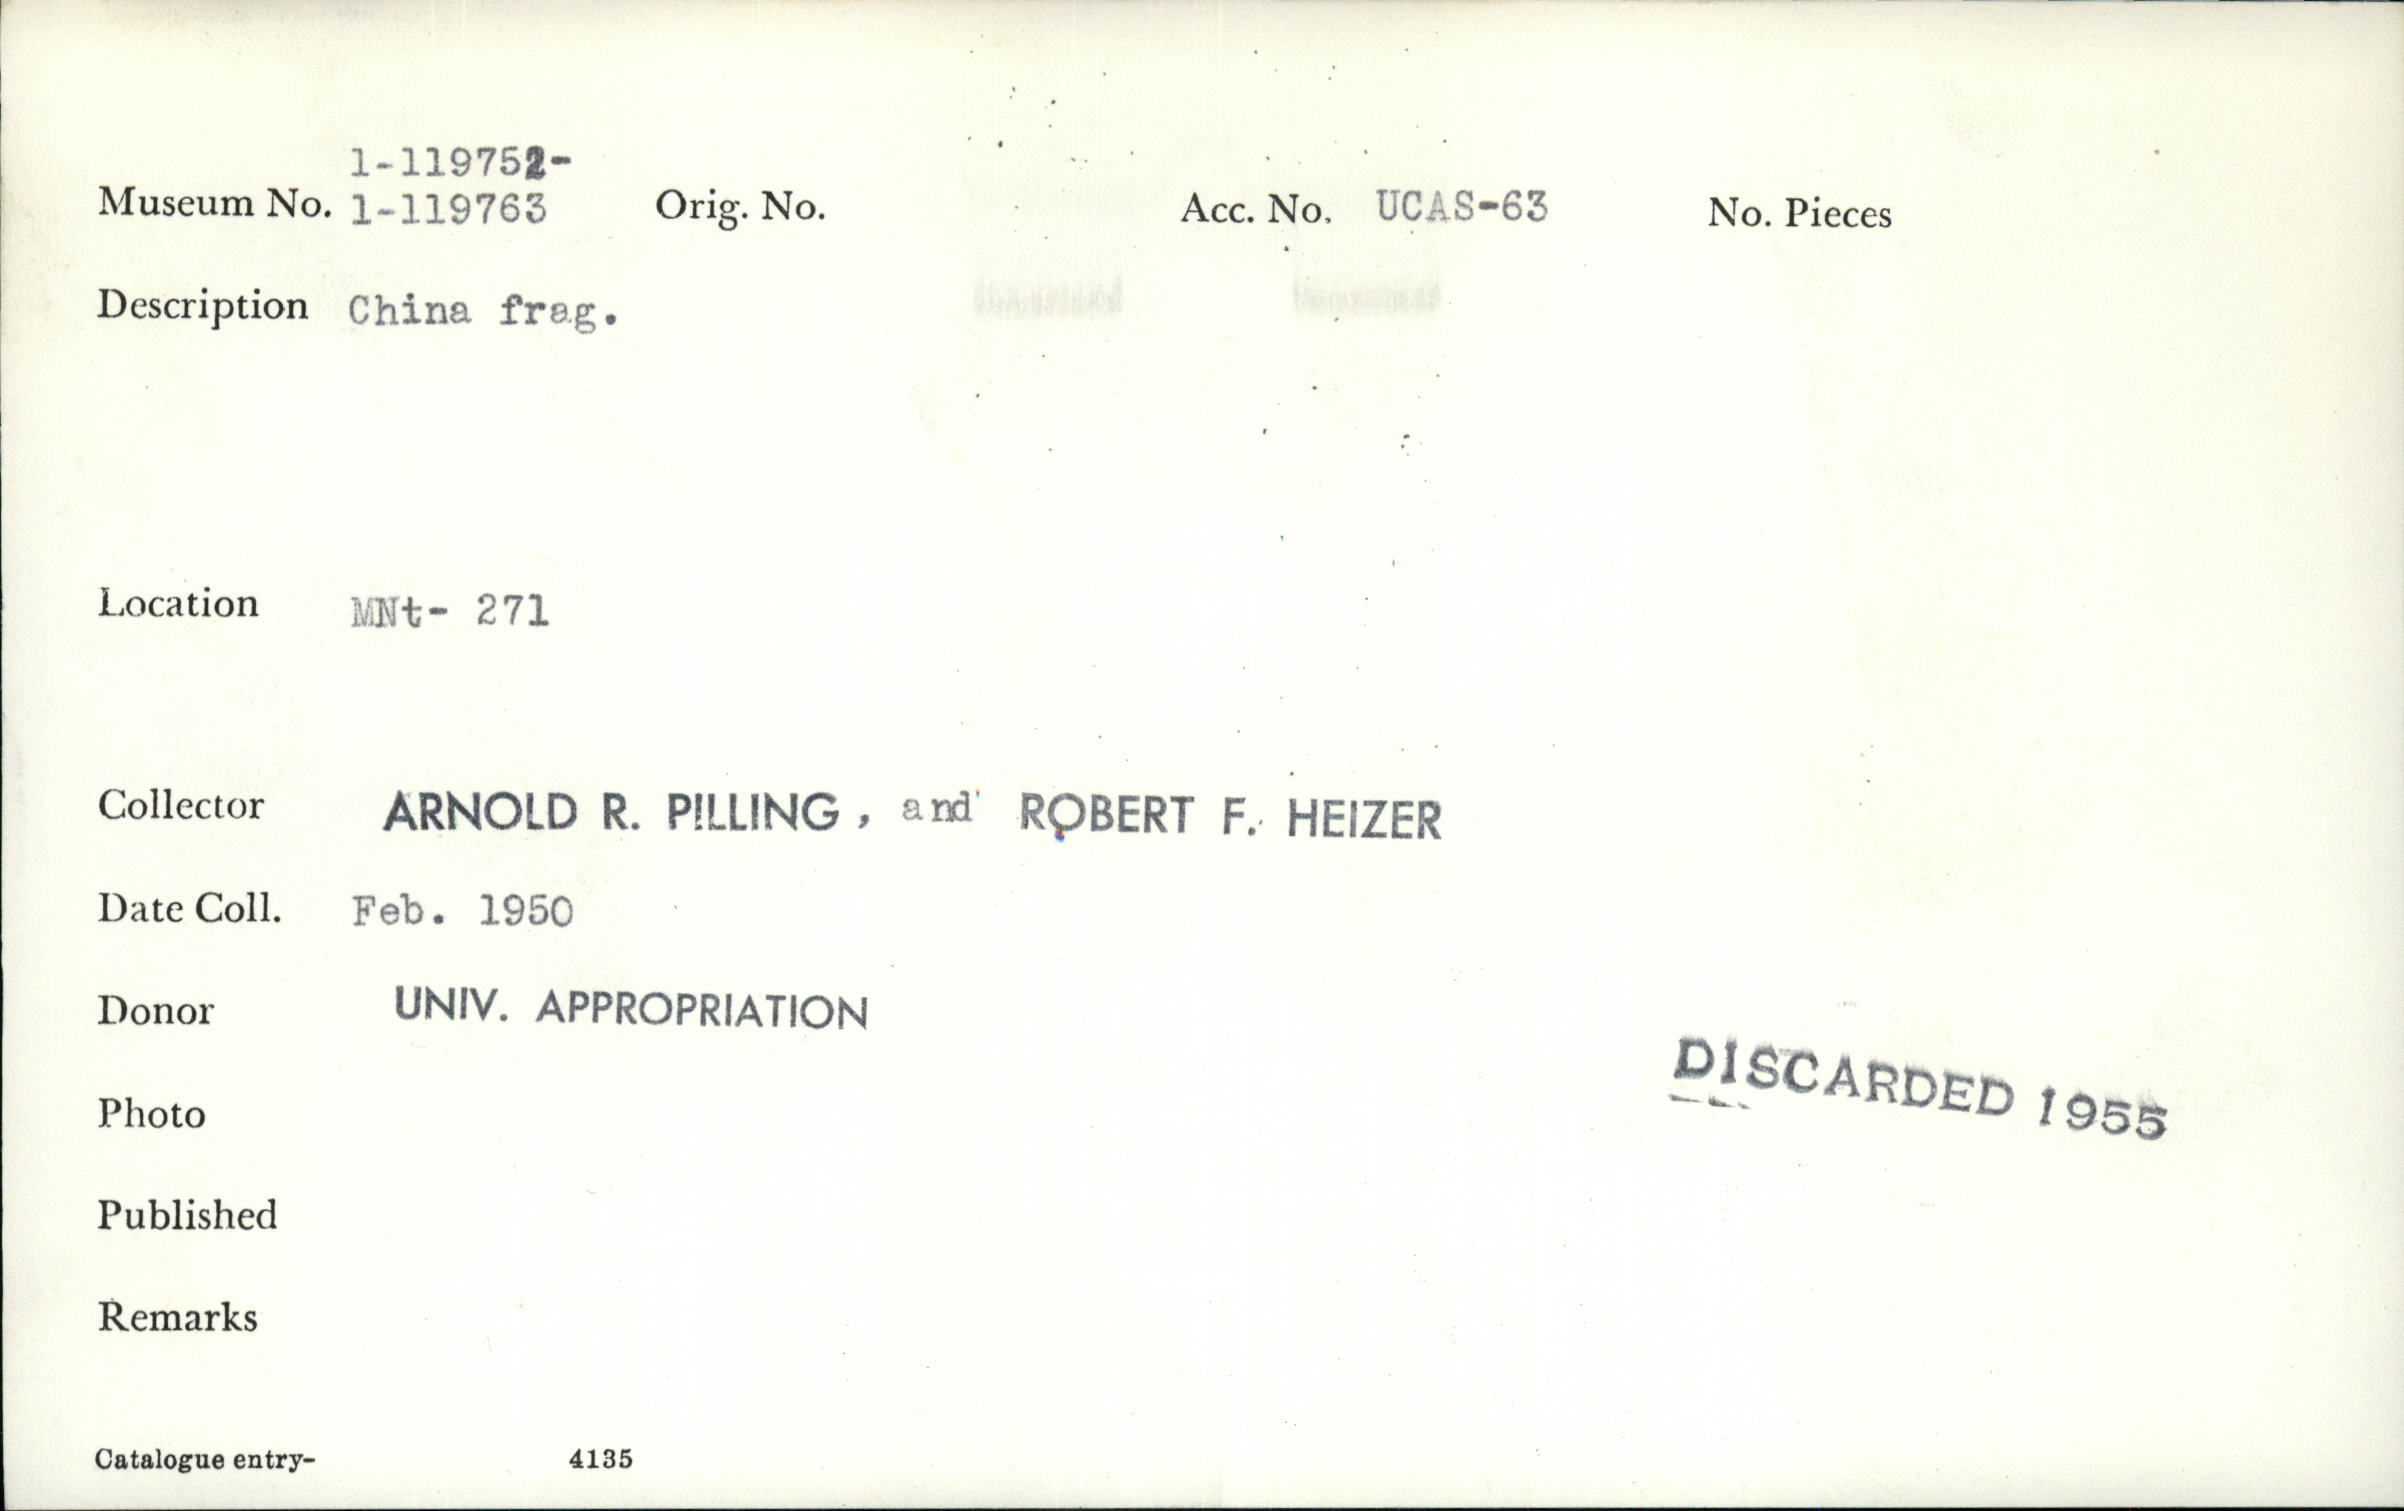 1-119752-
Museum No. 1-119763 Orig. No. Acc. No. UCAS-63 No. Pieces
Description China frag.
Location MNt- 271
Collector ARNOLD R. PILLING, and ROBERT F. HEIZER
Date Coll. Feb. 1950
Donor UNIV. APPROPRIATION
DISCARDED 1955
Photo
Published
Remarks
Catalogue entry- 4135